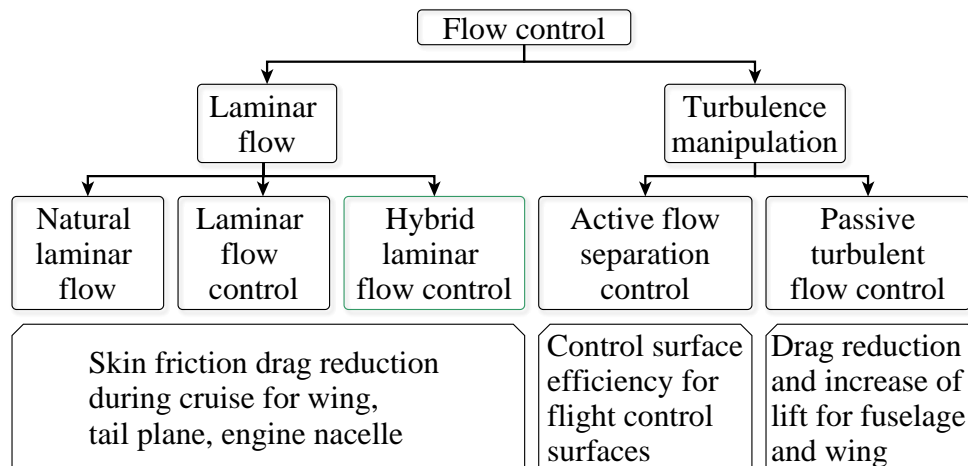 Flow control
Laminar
flow
Turbulence
manipulation
Natural
laminar
flow
Laminar
flow
control
Hybrid
laminar
flow control
Active flow
separation
control
Passive
turbulent
flow control
Skin friction drag reduction
during cruise for wing,
tail plane, engine nacelle
Control surface
efficiency for
flight control
surfaces
Drag reduction
and increase of
lift for fuselage
and wing